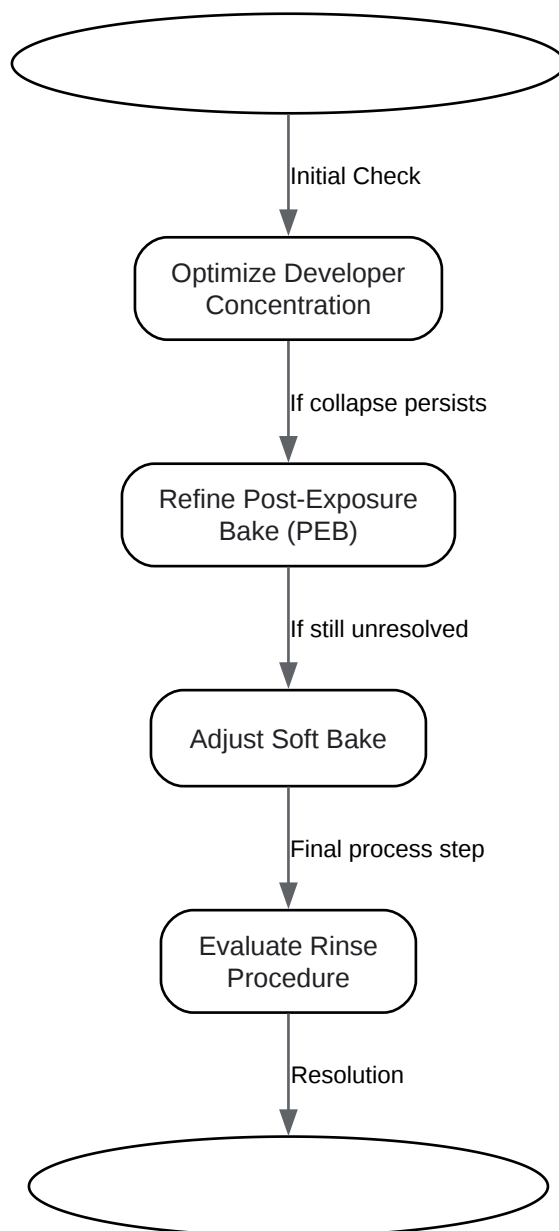 Initial Check
Optimize Developer
Concentration
If collapse persists
Refine Post-Exposure
Bake (PEB)
If still unresolved
Adjust Soft Bake
Final process step
Evaluate Rinse
Procedure
Resolution